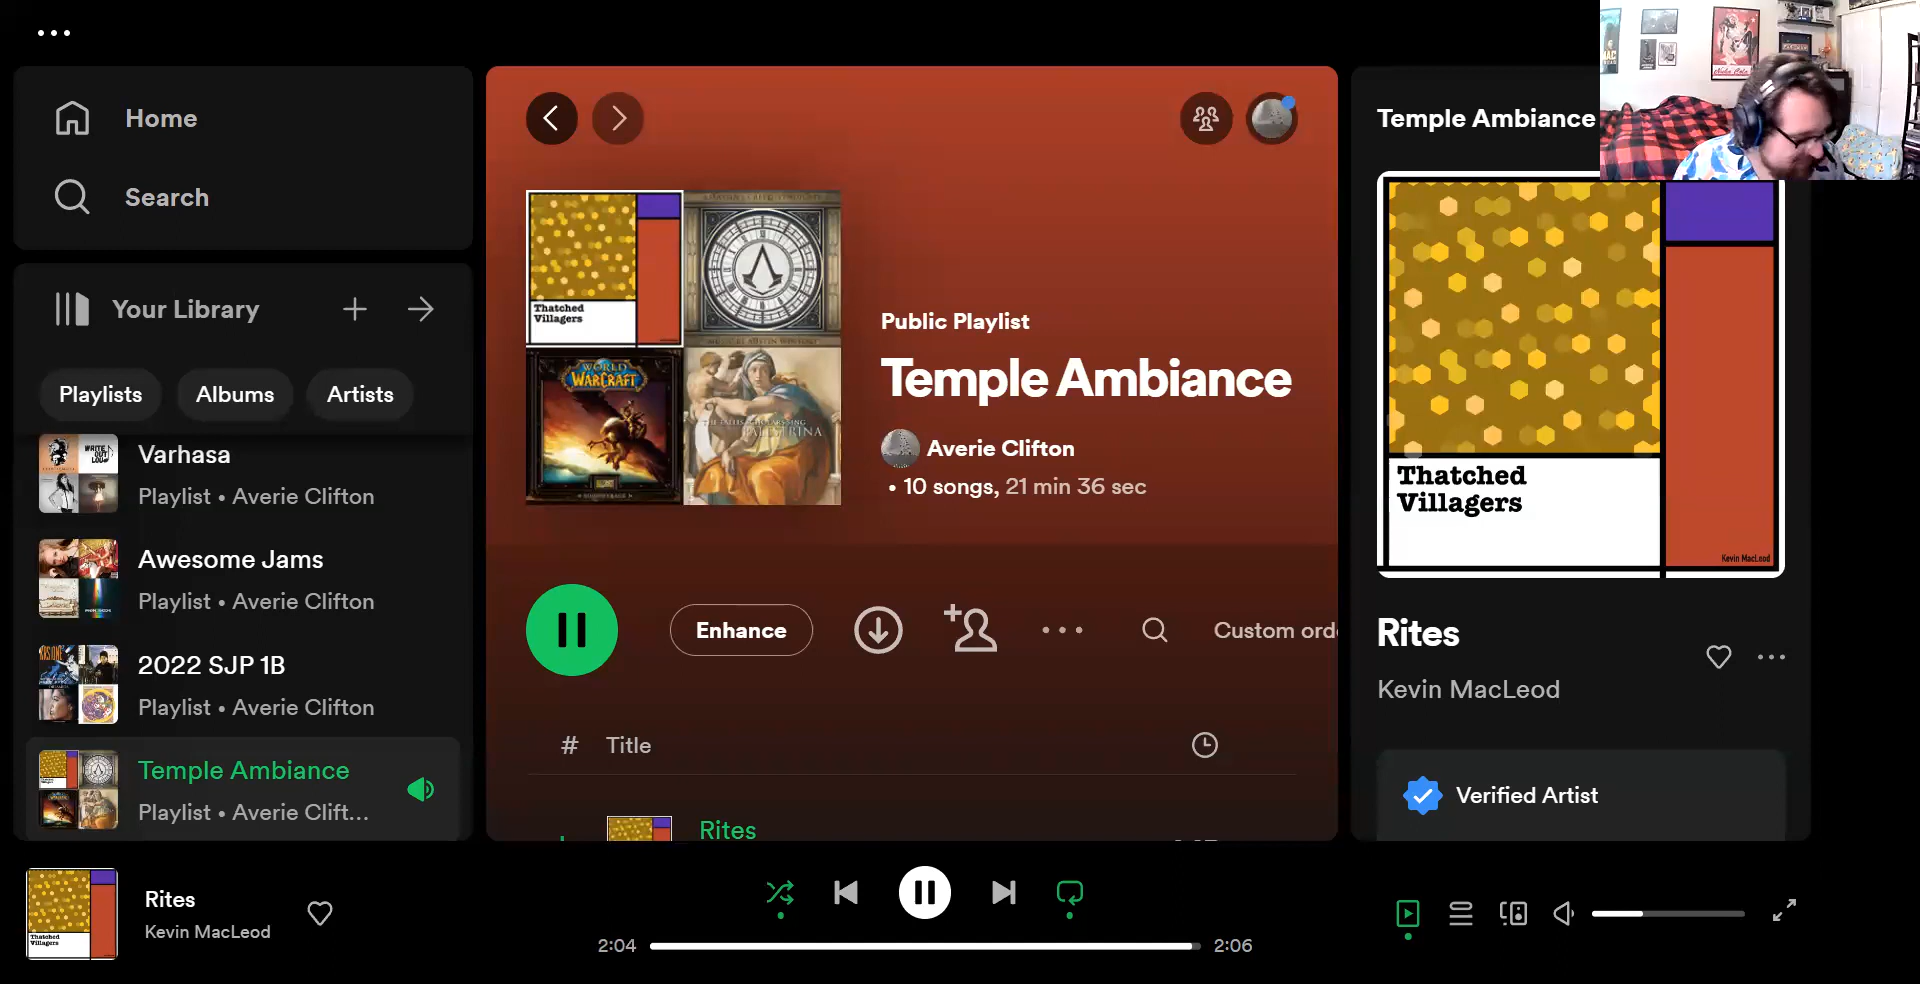 Home
Search
Your Library
Playlists
Albums
Artists
Varhasa
Playlist • Averie Clifton
Awesome Jams
Playlist • Averie Clifton
2022 SJP 1B
Playlist • Averie Clifton
Temple Ambiance
Playlist • Averie Clift...
Thatched
Villagers
WORLD
WARCRAFT
Public Playlist
Temple Ambiance
Averie Clifton
• 10 songs, 21 min 36 sec
Enhance
Custom ord
# Title
Rites
Temple Ambiance
Thatched
Villagers
Kevin MacLeod
Rites
Kevin MacLeod
Verified Artist
Rites
Kevin MacLeod
2:04
2:06